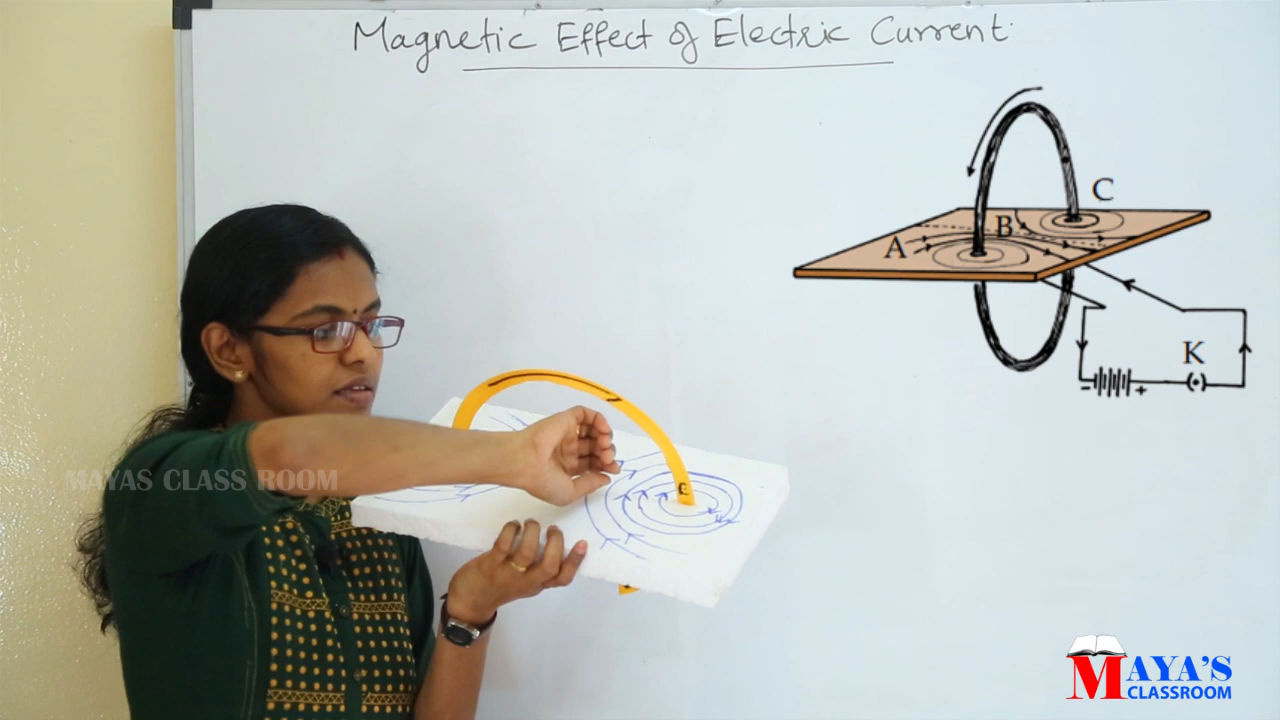 Magnetic Effect of Electric Current
C
B
A
K
- +
C
MAYAS CLASS ROOM
MAYA'S
CLASSROOM